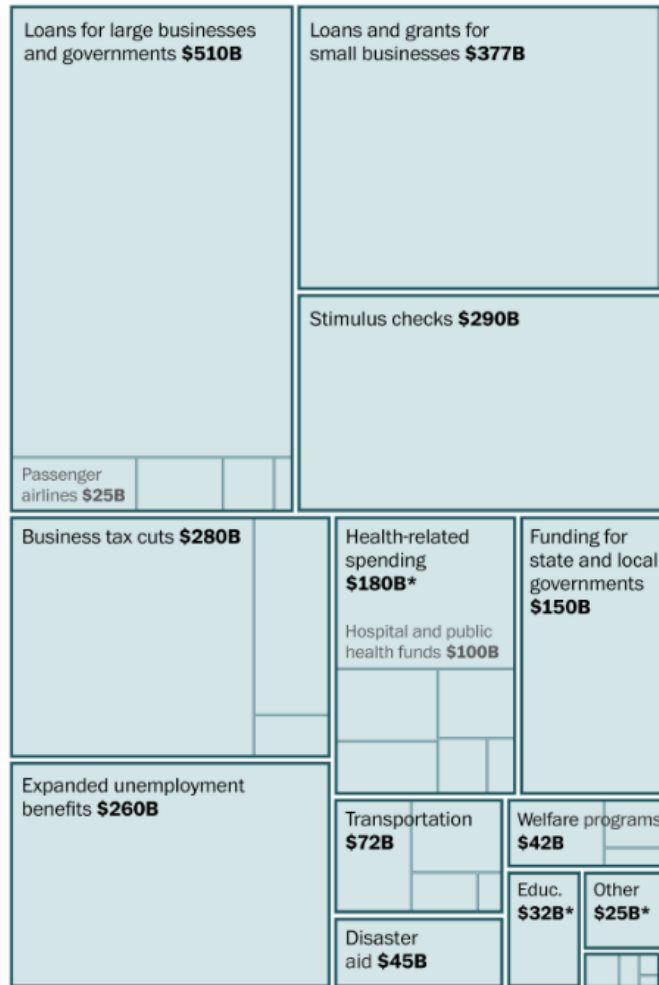 Loans for large businesses
and governments $510B
Loans and grants for
small businesses $377B
Stimulus checks $290B
Passenger
airlines $25B
Business tax cuts $280B
Health-related
spending
$180B*
Hospital and public
health funds $100B
Funding for
state and local
governments
$150B
Expanded unemployment
benefits $260B
Transportation
$72B
Welfare programs
$42B
Educ.
$32B*
Other
$25B*
Disaster
aid $45B